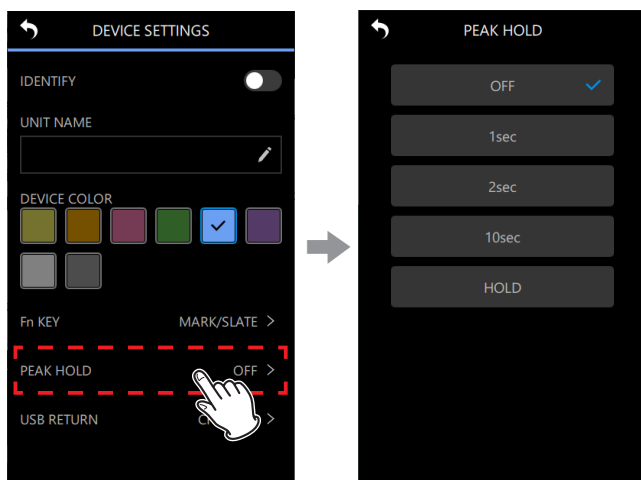 DEVICE SETTINGS
IDENTIFY
UNIT NAME
DEVICE COLOR
Fn KEY MARK/SLATE >
PEAK HOLD OFF >
USB RETURN >
PEAK HOLD
OFF
1sec
2sec
10sec
HOLD